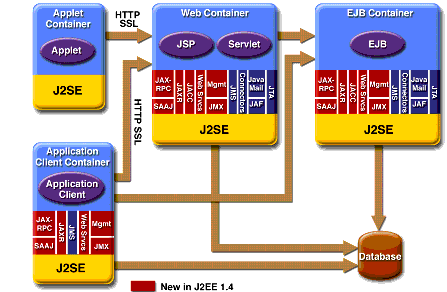 Applet
Container
Applet
J2SE
HTTP
SSL
Web Container
JSP
Servlet
JAX-
RPC
SAAJ
JAXR
JACC
Web Srvcs
Mgmt
JMX
JMS
Connectors
Java
Mail
JAF
JTA
J2SE
EJB Container
EJB
JAX-
RPC
SAAJ
JAXR
JACC
Web Srvcs
Mgmt
JMX
JMS
Connectors
Java
Mail
JAF
JTA
J2SE
HTTP SSL
Application
Client Container
Application
Client
JAX-
RPC
SAAJ
JAXR
JMS
Web Srvcs
Mgmt
JMX
J2SE
Database
New in J2EE 1.4